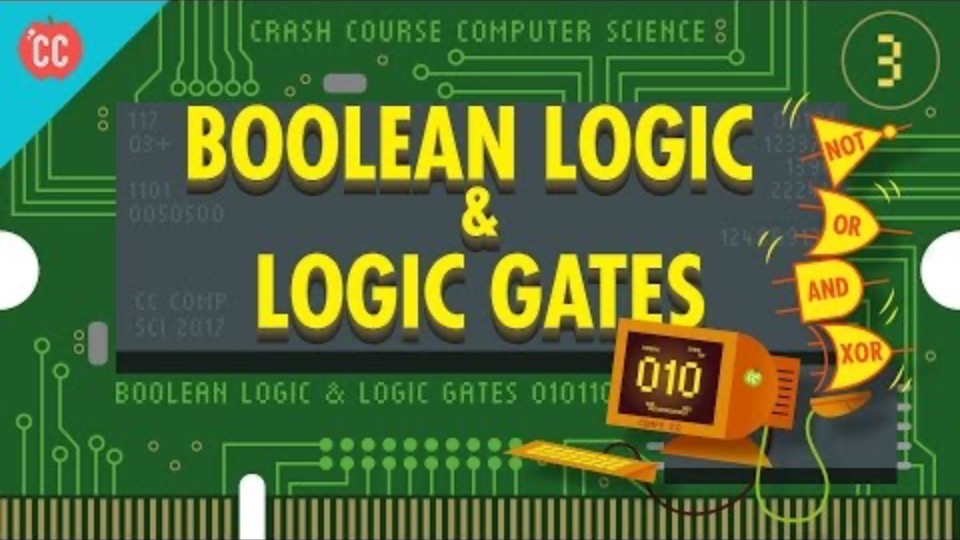 CC
CRASH COURSE COMPUTER SCIENCE
3
BOOLEAN LOGIC
&
LOGIC GATES
117
03+
1101
0050500
CC COMP
SCI 2017
NOT
OR
AND
XOR
010
BOOLEAN LOGIC & LOGIC GATES 010110